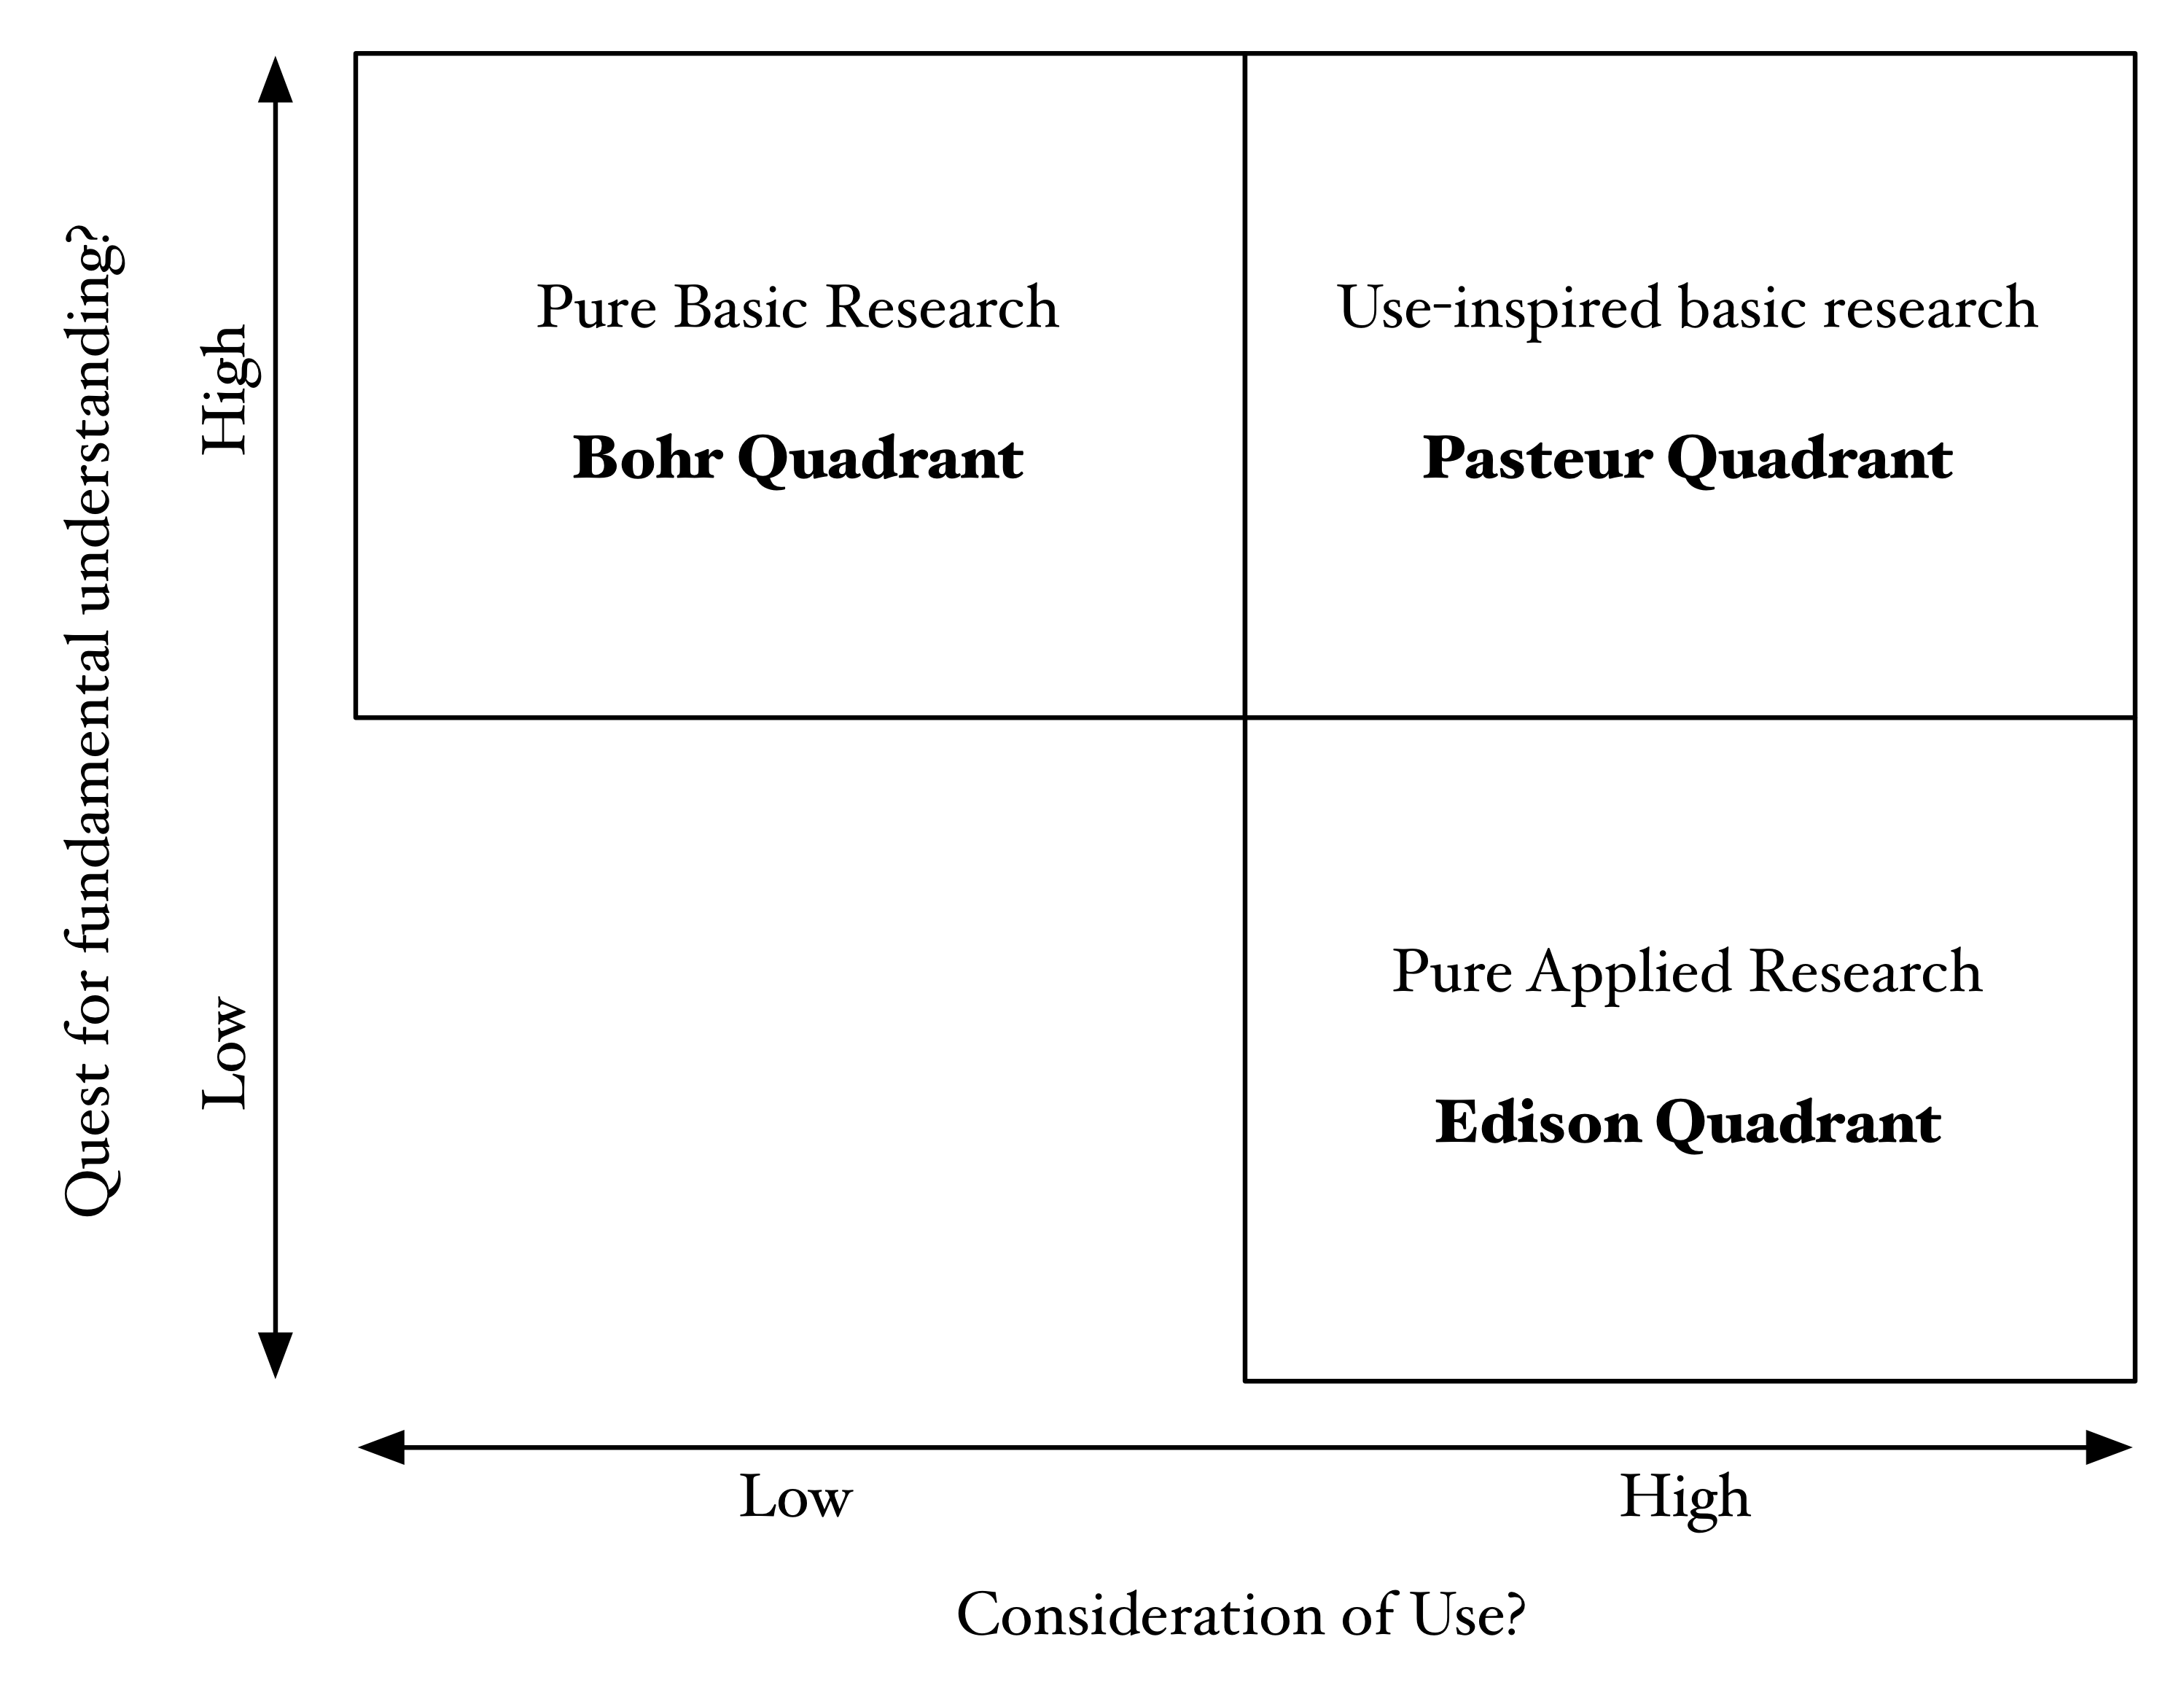 Quest for fundamental understanding?
High
Low
Pure Basic Research
Bohr Quadrant
Use-inspired basic research
Pasteur Quadrant
Pure Applied Research
Edison Quadrant
Low
High
Consideration of Use?